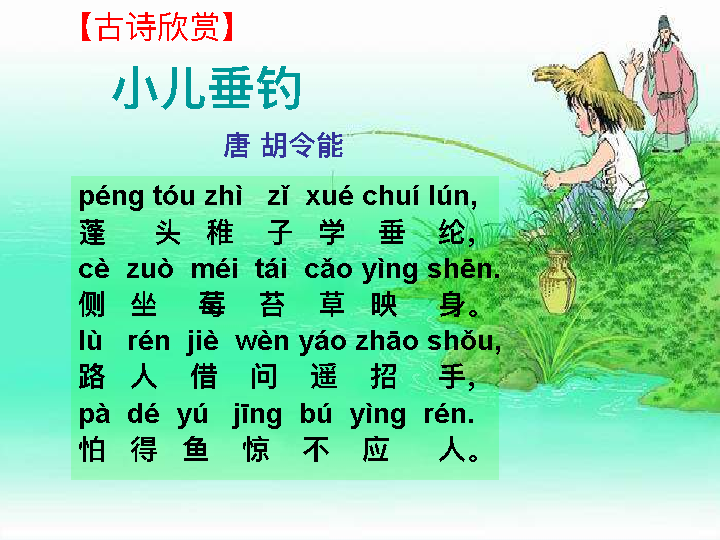 【古诗欣赏】
小儿垂钓
唐 胡令能
péng tóu zhì zǐ xué chuí lún,
蓬 头 稚 子 学 垂 纶，
cè zuò méi tái cǎo yìng shēn.
侧 坐 莓 苔 草 映 身。
lù rén jiè wèn yáo zhāo shǒu,
路 人 借 问 遥 招 手，
pà dé yú jīng bú yìng rén.
怕 得 鱼 惊 不 应 人。